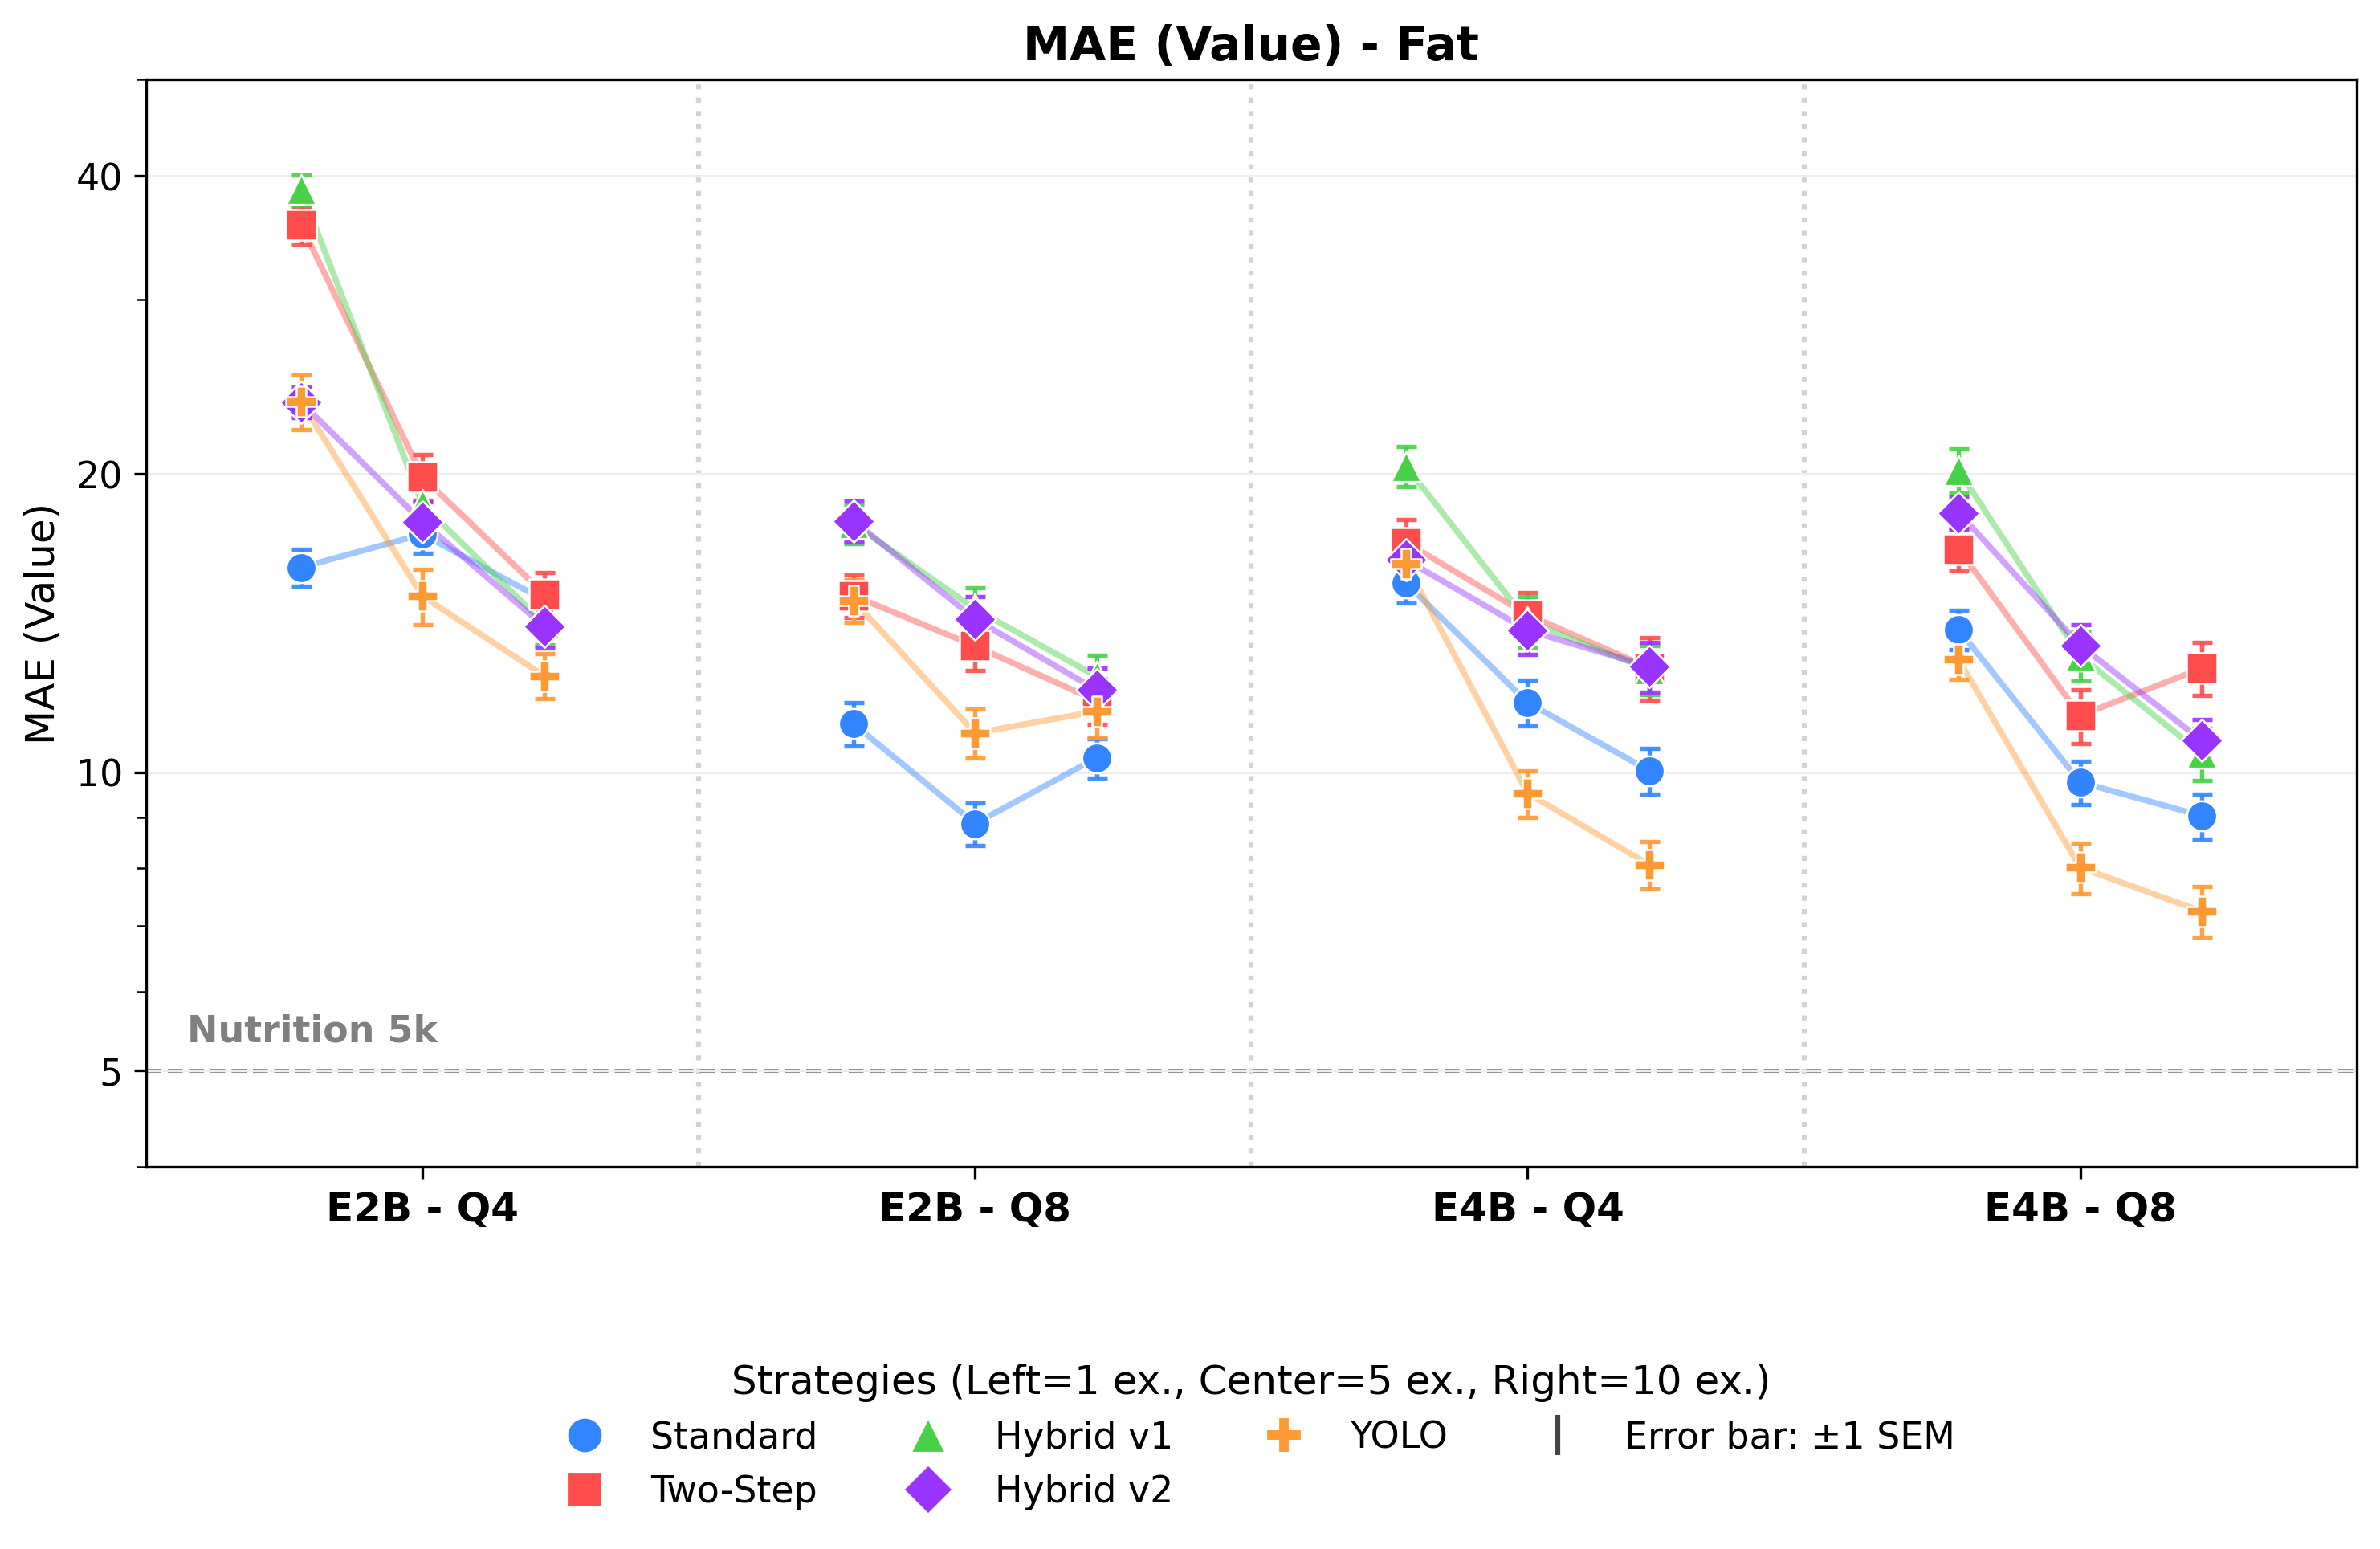 MAE (Value) - Fat
MAE (Value)
40
20
10
5
Nutrition 5k
E2B - Q4
E2B - Q8
E4B - Q4
E4B - Q8
Strategies (Left=1 ex., Center=5 ex., Right=10 ex.)
Standard
Two-Step
Hybrid v1
Hybrid v2
YOLO
Error bar: ±1 SEM